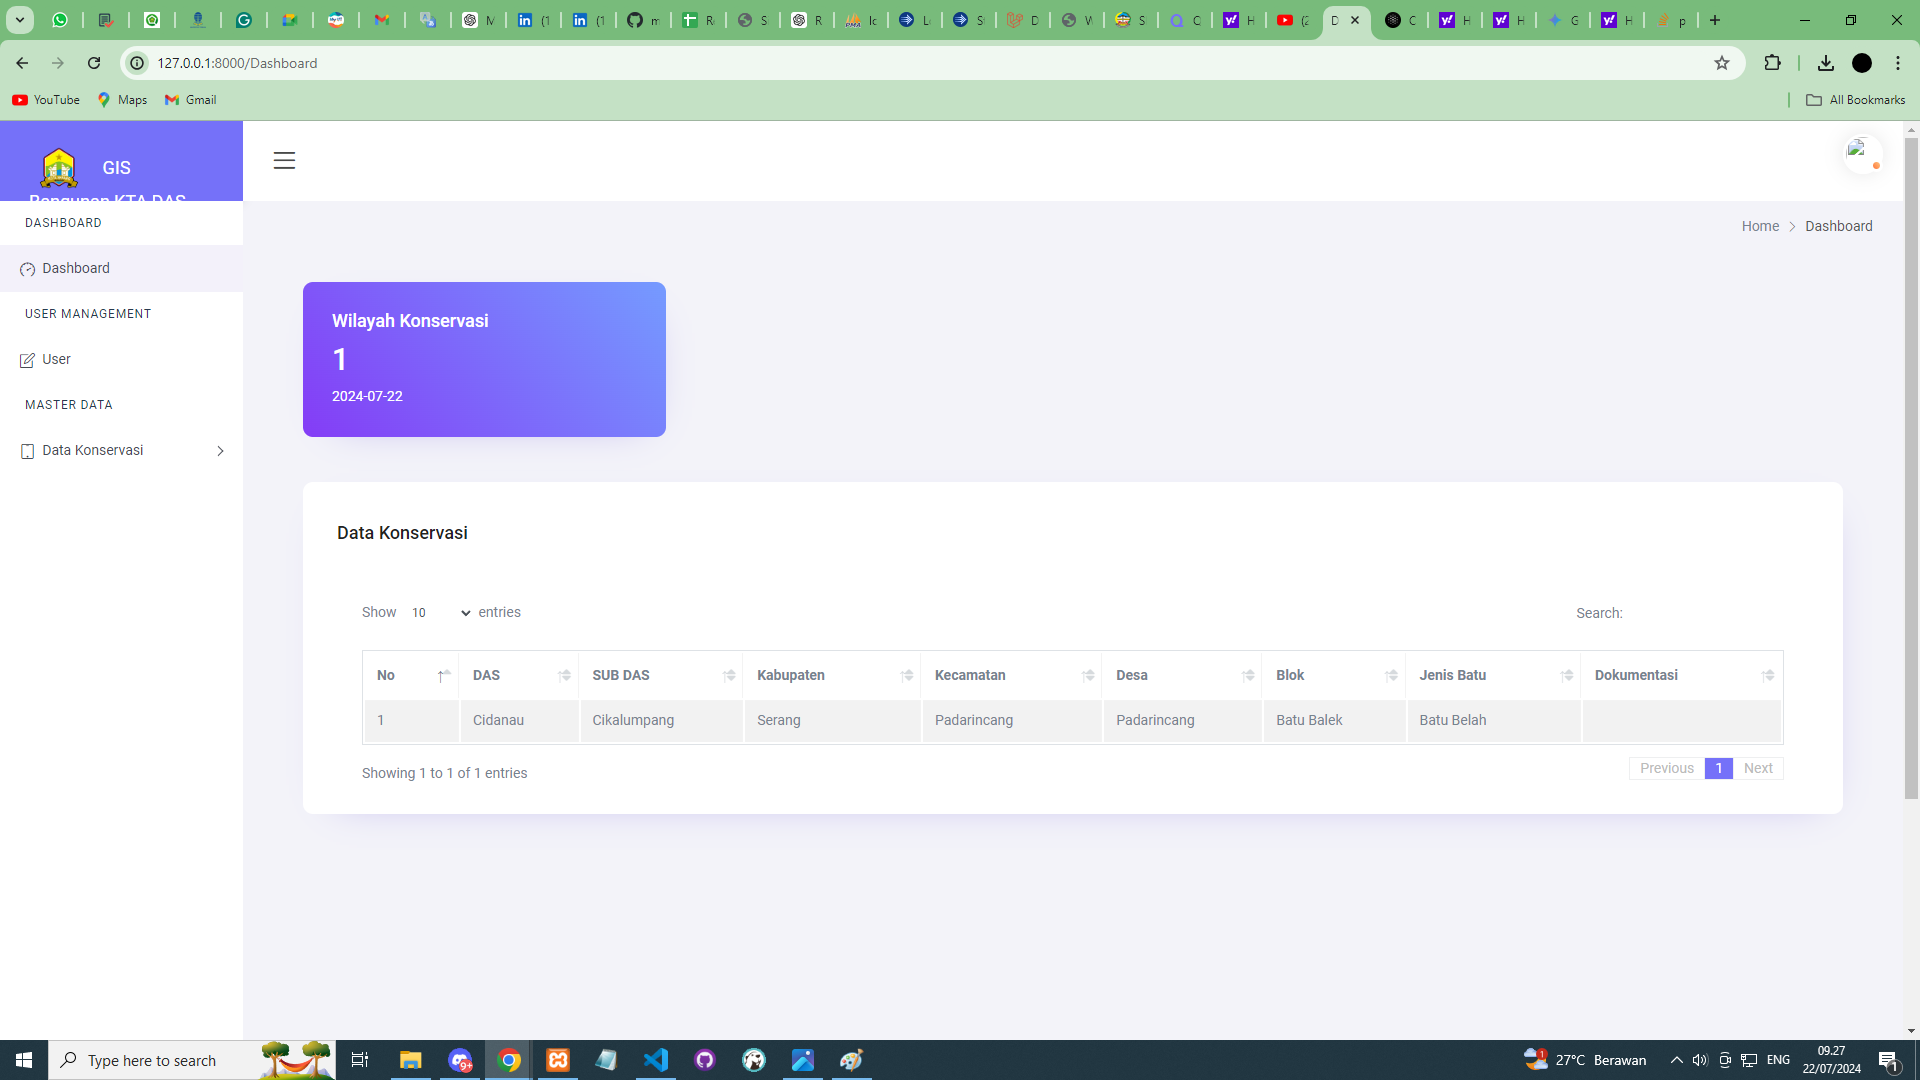 127.0.0.1:8000/Dashboard
YouTube Maps Gmail All Bookmarks
GIS
Bangunan KTA DAS
DASHBOARD
Dashboard
USER MANAGEMENT
User
MASTER DATA
Data Konservasi
Home > Dashboard
Wilayah Konservasi
1
2024-07-22
Data Konservasi
Show 10 entries Search:
No DAS SUB DAS Kabupaten Kecamatan Desa Blok Jenis Batu Dokumentasi
1 Cidanau Cikalumpang Serang Padarincang Padarincang Batu Balek Batu Belah
Showing 1 to 1 of 1 entries Previous 1 Next
Type here to search
27°C Berawan
ENG
09.27
22/07/2024